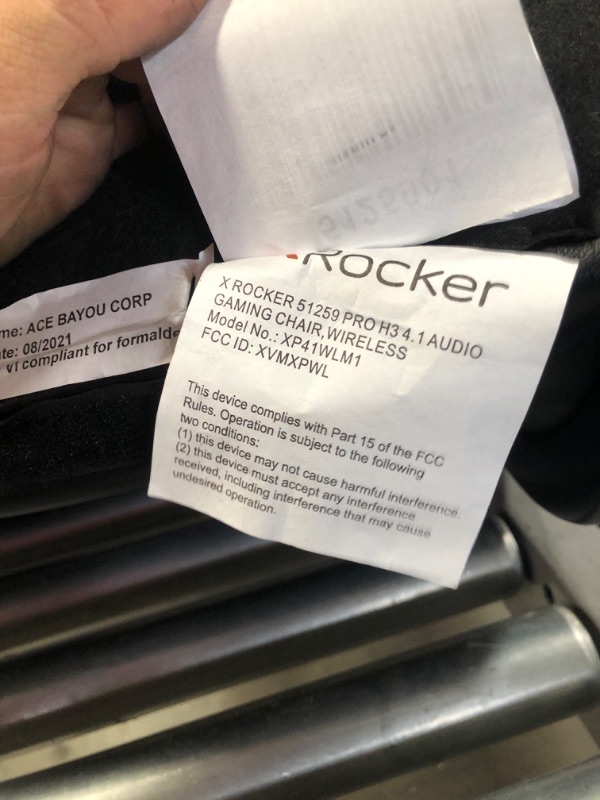 Rocker
X ROCKER 51259 PRO H3 4.1 AUDIO
GAMING CHAIR,WIRELESS
Model No.: XP41WLM1
FCC ID: XVMXPWL
This device complies with Part 15 of the FCC
Rules. Operation is subject to the following
two conditions:
(1) this device may not cause harmful interference.
(2) this device must accept any interference
received, including interference that may cause
undesired operation.
me: ACE BAYOU CORP
te: 08/2021
VI compliant for formalde